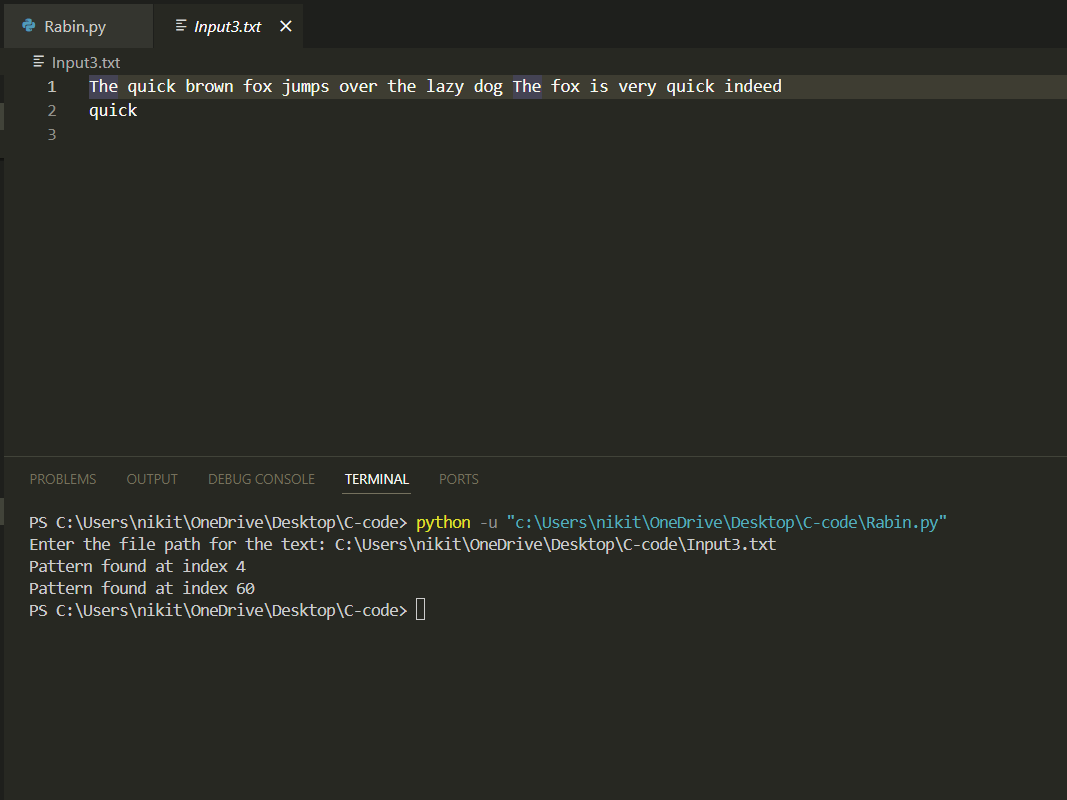 Rabin.py Input3.txt
Input3.txt
1 The quick brown fox jumps over the lazy dog The fox is very quick indeed
2 quick
3
PROBLEMS OUTPUT DEBUG CONSOLE TERMINAL PORTS
PS C:\Users\nikit\OneDrive\Desktop\C-code> python -u "c:\Users\nikit\OneDrive\Desktop\C-code\Rabin.py"
Enter the file path for the text: C:\Users\nikit\OneDrive\Desktop\C-code\Input3.txt
Pattern found at index 4
Pattern found at index 60
PS C:\Users\nikit\OneDrive\Desktop\C-code>